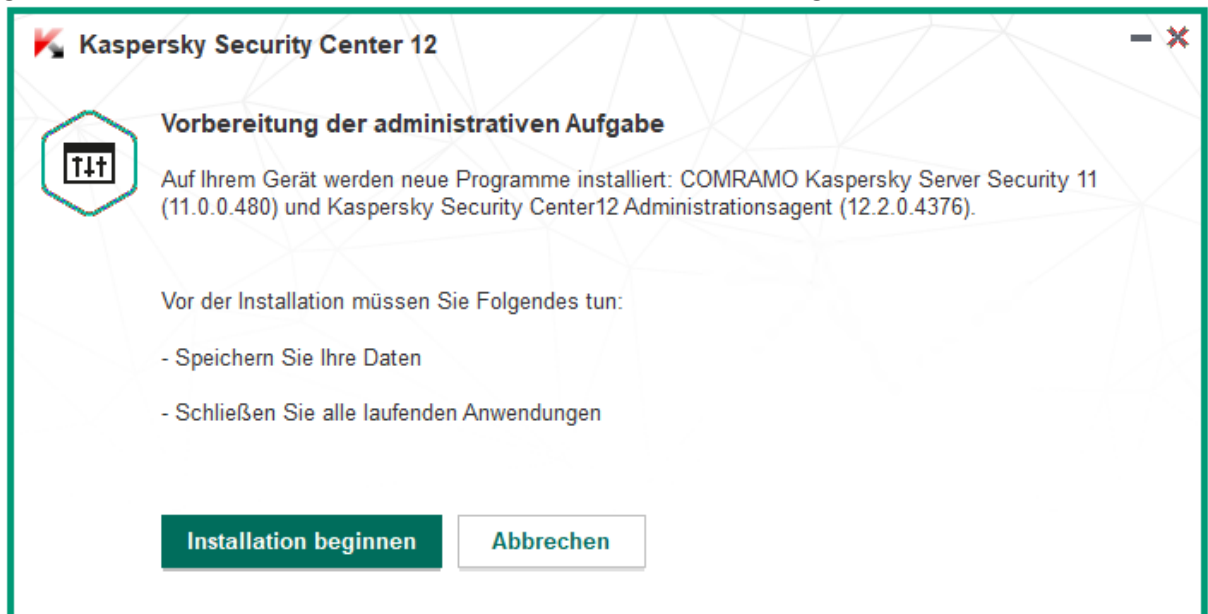 Kaspersky Security Center 12
Vorbereitung der administrativen Aufgabe
Auf Ihrem Gerät werden neue Programme installiert: COMRAMO Kaspersky Server Security 11
(11.0.0.480) und Kaspersky Security Center12 Administrationsagent (12.2.0.4376).
Vor der Installation müssen Sie Folgendes tun:
- Speichern Sie Ihre Daten
- Schließen Sie alle laufenden Anwendungen
Installation beginnen
Abbrechen